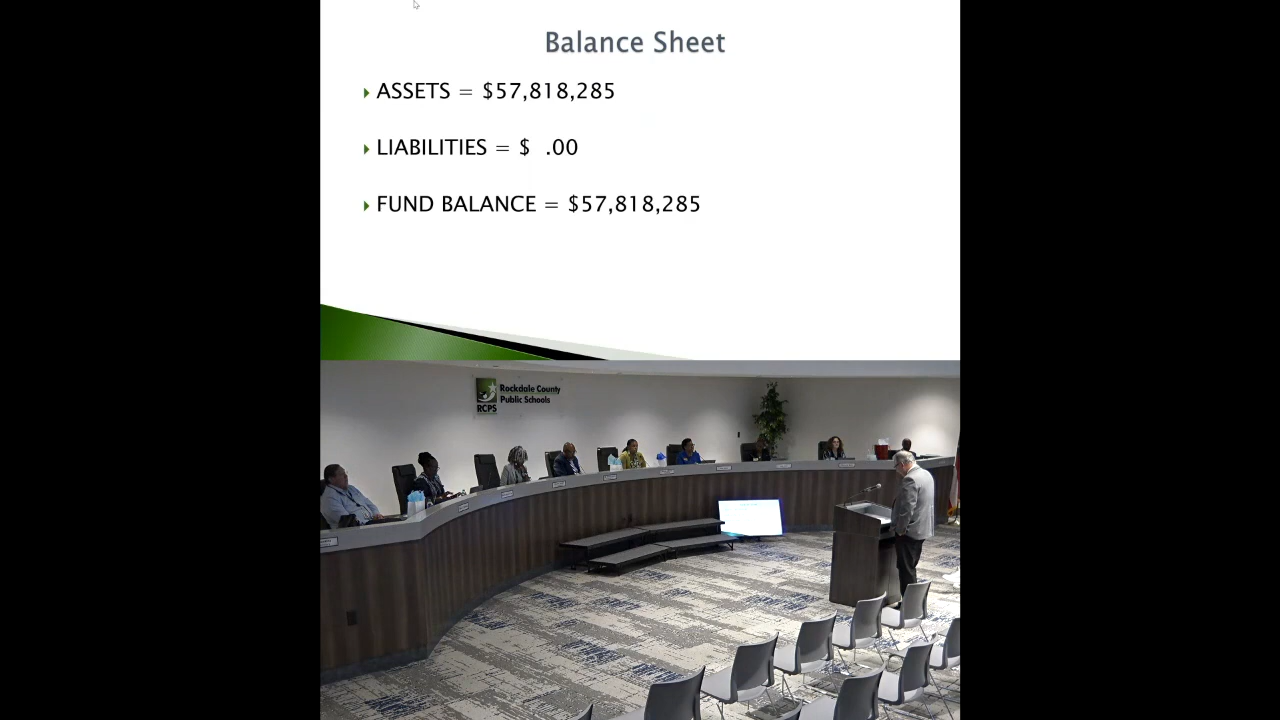 Balance Sheet
ASSETS = $57,818,285
LIABILITIES = $ .00
FUND BALANCE = $57,818,285
Rockdale County
Public Schools
RCPS